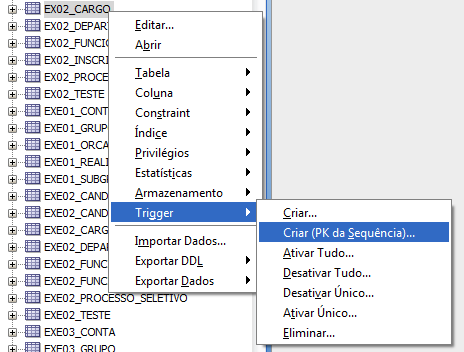 EX02_CARGO
EX02_DEPAR
EX02_FUNCIO
EX02_INSCRI
EX02_PROCE
EX02_TESTE
EXE01_CONT
EXE01_GRUP
EXE01_ORCA
EXE01_REALI
EXE01_SUBG
EXE02_CAND
EXE02_CAND
EXE02_CARG
EXE02_DEPA
EXE02_FUNC
EXE02_FUNC
EXE02_PROCESSO_SELETIVO
EXE02_TESTE
EXE03_CONTA
EXE03_GRUPO
Editar...
Abrir
Tabela
Coluna
Constraint
Índice
Privilégios
Estatísticas
Armazenamento
Trigger
Importar Dados...
Exportar DDL
Exportar Dados
Criar...
Criar (PK da Sequência)...
Ativar Tudo...
Desativar Tudo...
Desativar Único...
Ativar Único...
Eliminar...